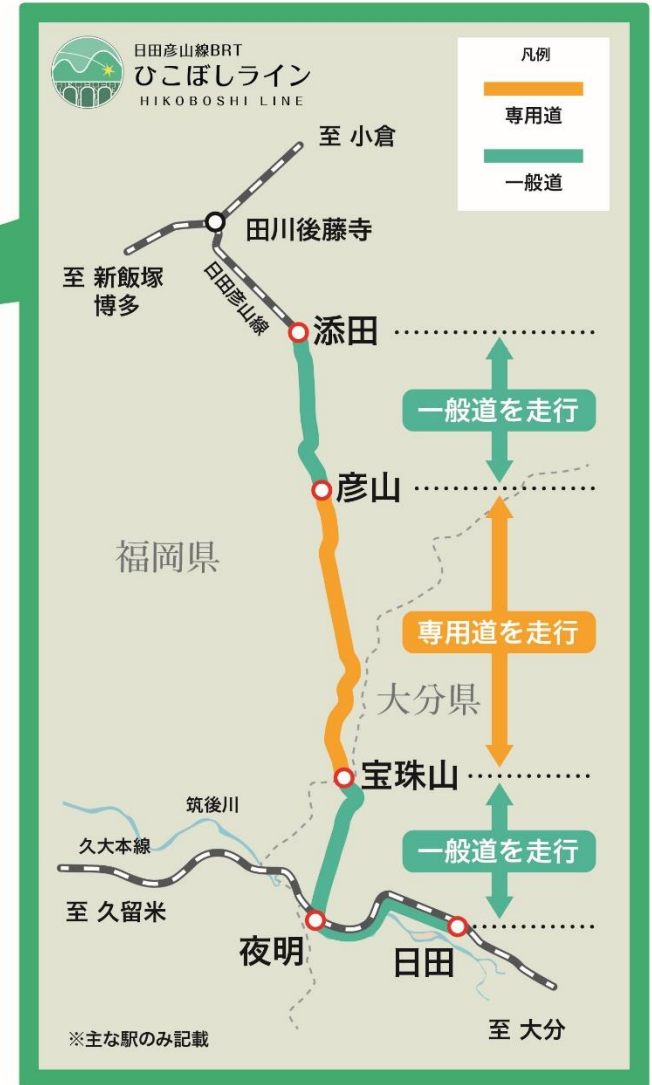 日田彦山線BRT
ひこぼしライン
HIKOBOSHI LINE
凡例
専用道
一般道
至 小倉
田川後藤寺
至 新飯塚
博多
日田彦山線
添田
一般道を走行
彦山
福岡県
専用道を走行
大分県
宝珠山
筑後川
久大本線
一般道を走行
至 久留米
夜明
日田
※主な駅のみ記載
至 大分